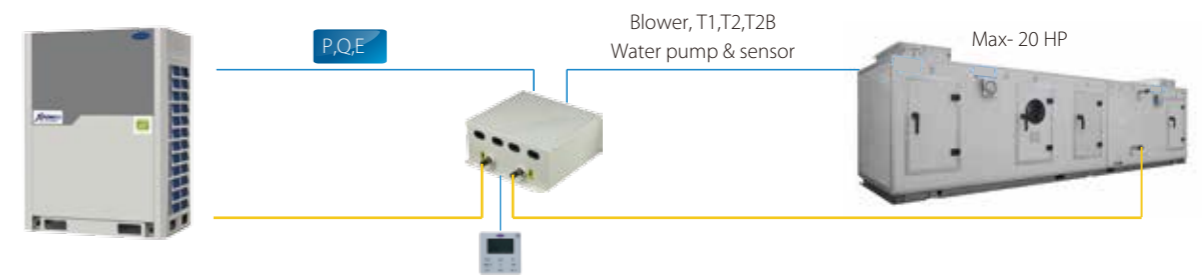 P,Q,E
Blower, T1,T2,T2B
Water pump & sensor
Max- 20 HP